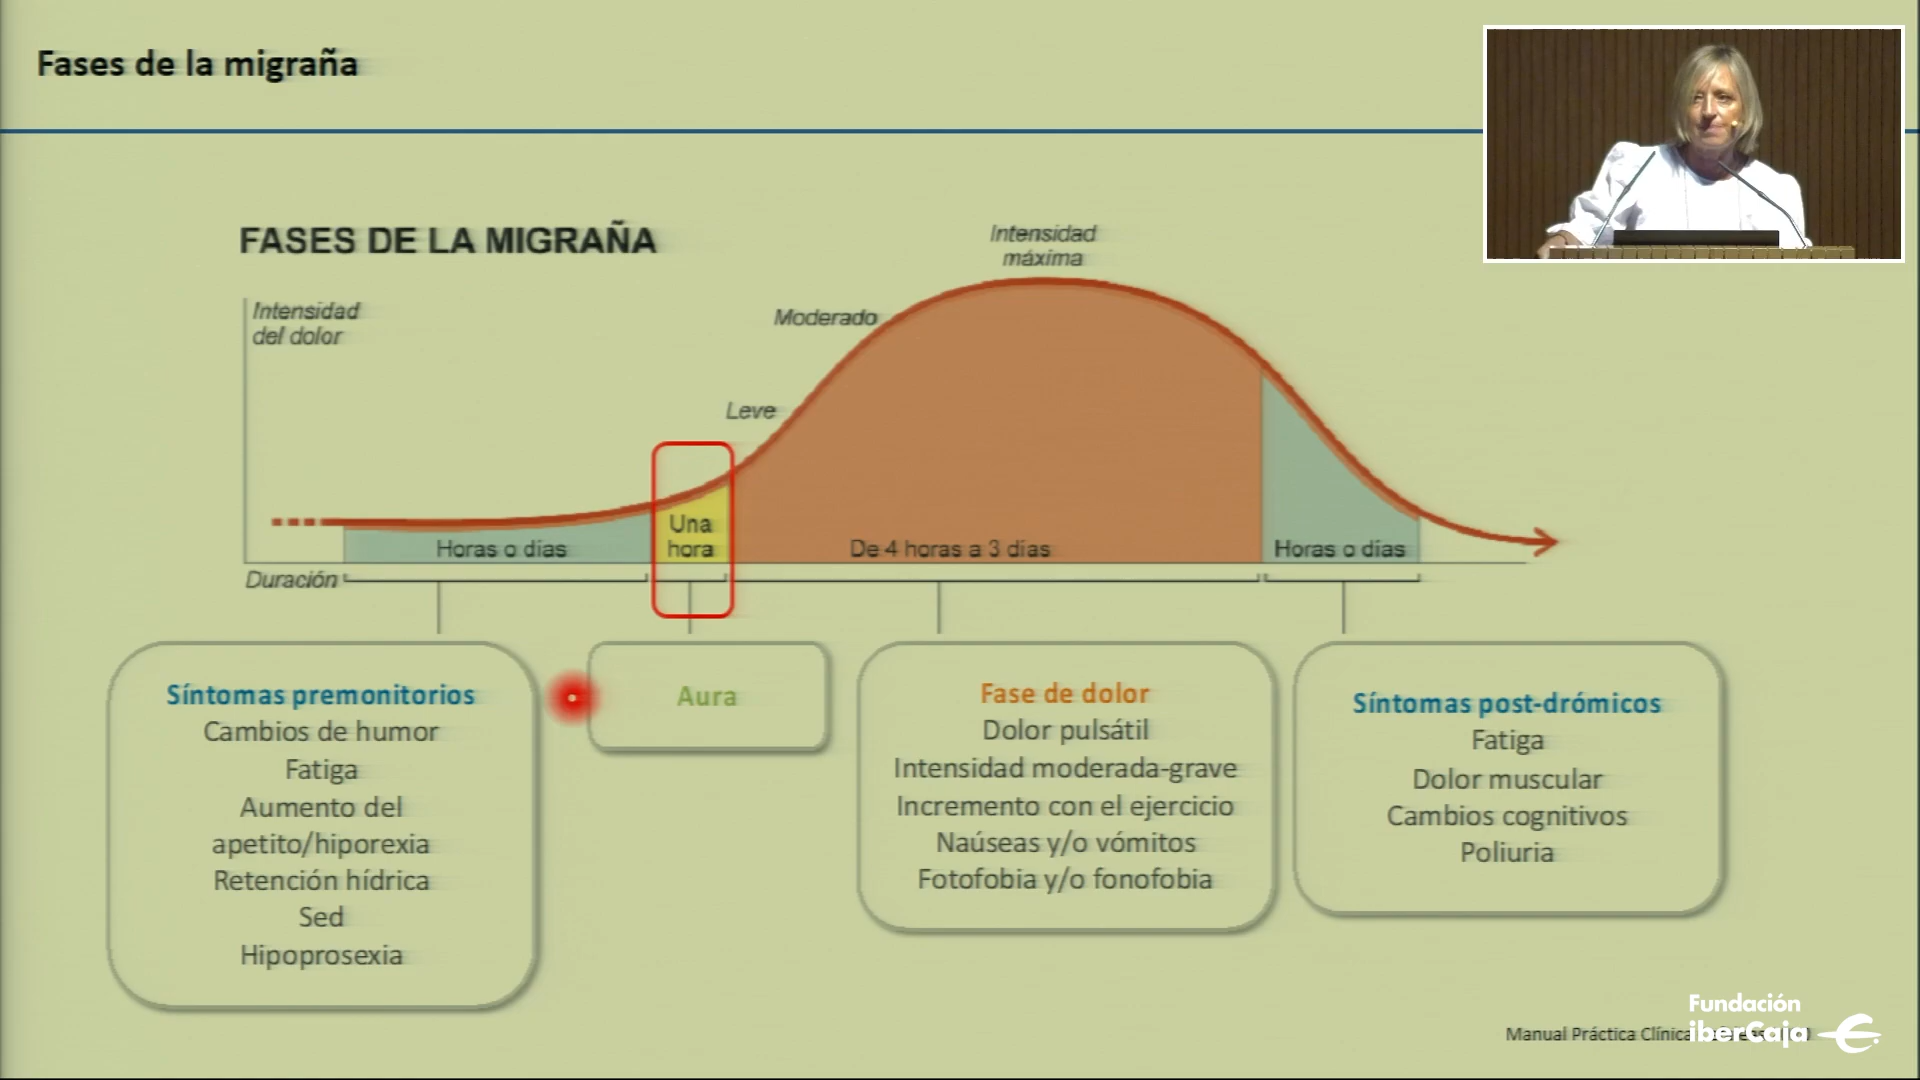 Fases de la migraña
FASES DE LA MIGRAÑA
Intensidad
máxima
Intensidad
del dolor
Moderado
Leve
Una
hora
Horas o días
De 4 horas a 3 días
Horas o días
Duración
Síntomas premonitorios
Cambios de humor
Fatiga
Aumento del
apetito/hiporexia
Retención hídrica
Sed
Hipoprosexia
Aura
Fase de dolor
Dolor pulsátil
Intensidad moderada-grave
Incremento con el ejercicio
Naúseas y/o vómitos
Fotofobia y/o fonofobia
Síntomas post-drómicos
Fatiga
Dolor muscular
Cambios cognitivos
Poliuria
Manual Práctica Clínica
Fundación
iberCaja